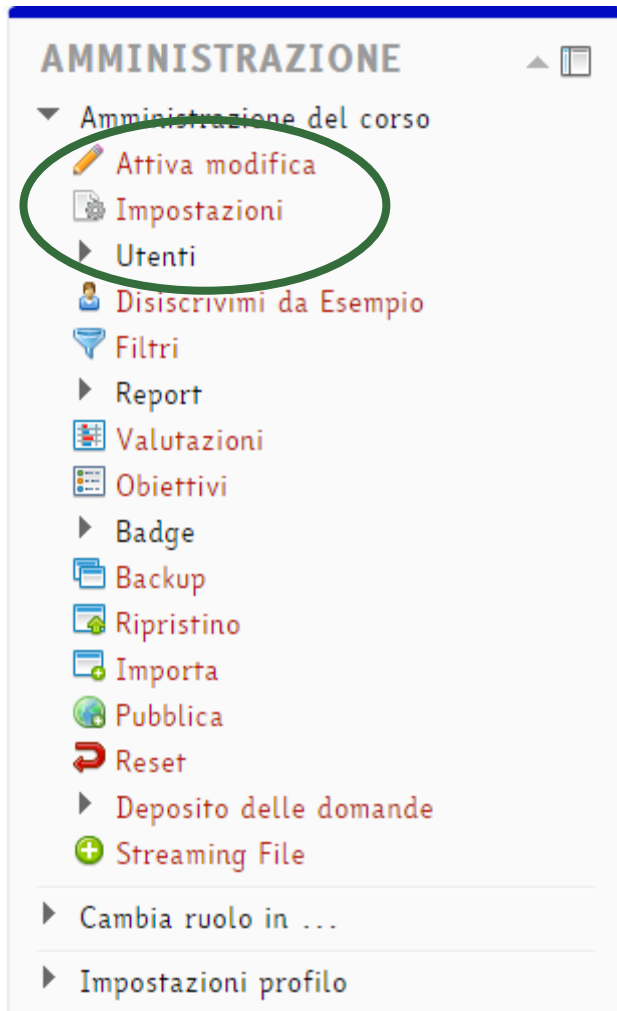 AMMINISTRAZIONE
Amministrazione del corso
Attiva modifica
Impostazioni
Utenti
Disiscrivimi da Esempio
Filtri
Report
Valutazioni
Obiettivi
Badge
Backup
Ripristino
Importa
Pubblica
Reset
Deposito delle domande
Streaming File
Cambia ruolo in ...
Impostazioni profilo